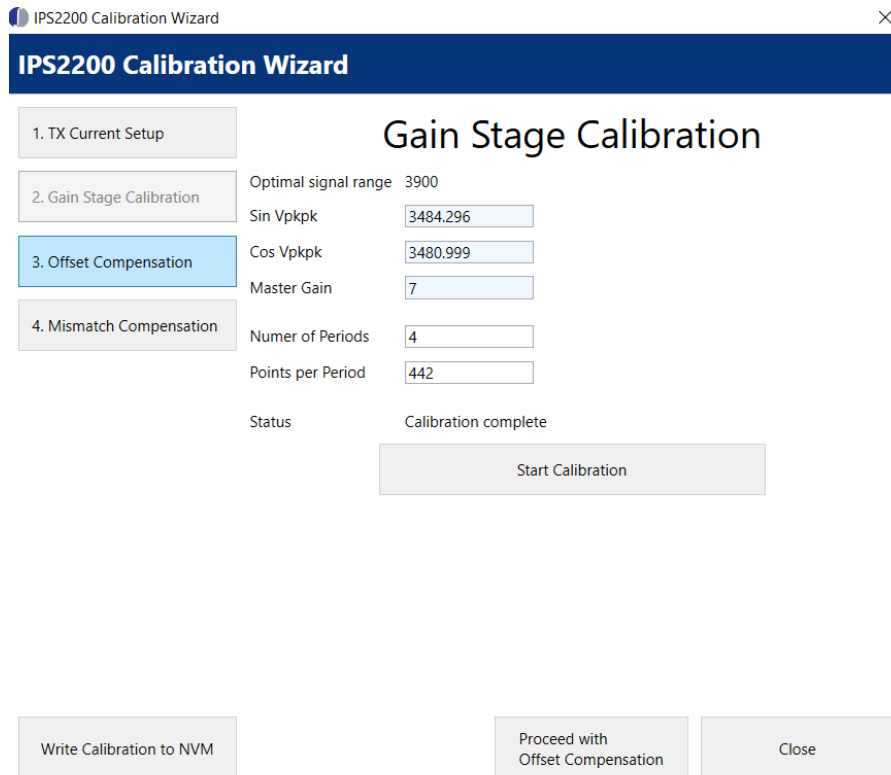 IPS2200 Calibration Wizard
IPS2200 Calibration Wizard
1. TX Current Setup
2. Gain Stage Calibration
3. Offset Compensation
4. Mismatch Compensation
Gain Stage Calibration
Optimal signal range 3900
Sin Vpkpk 3484.296
Cos Vpkpk 3480.999
Master Gain 7
Numer of Periods 4
Points per Period 442
Status Calibration complete
Start Calibration
Write Calibration to NVM
Proceed with
Offset Compensation
Close